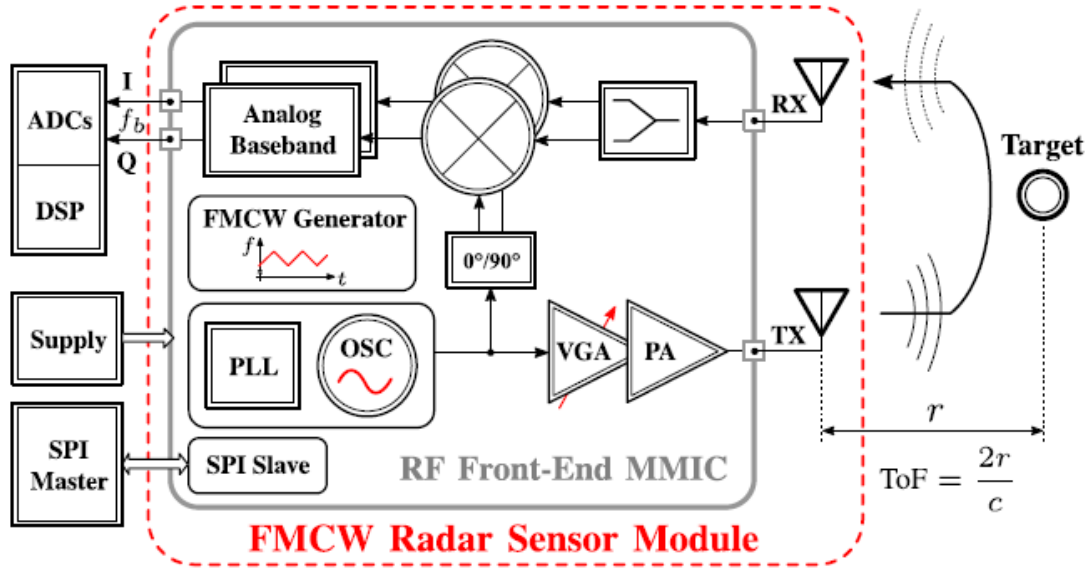 I
f_b
Q
ADCs
DSP
Analog
Baseband
RX
Target
FMCW Generator
f
t
0°/90°
Supply
PLL
OSC
VGA
PA
TX
r
SPI
Master
SPI Slave
RF Front-End MMIC
ToF = 2r/c
FMCW Radar Sensor Module